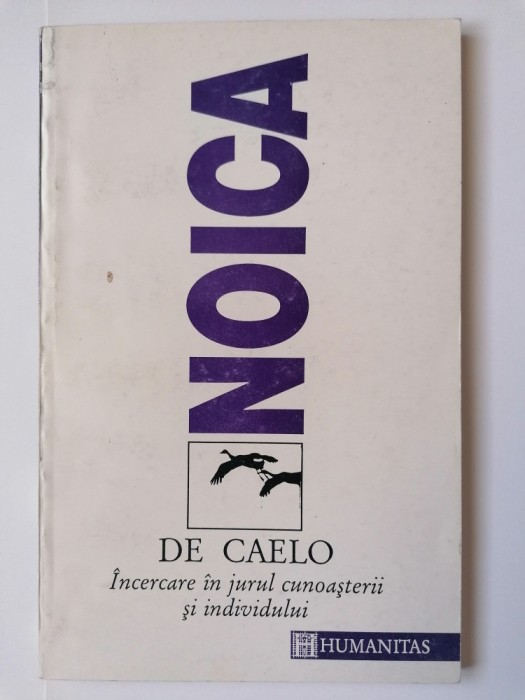 NOICA
DE CAELO
Încercare în jurul cunoaşterii
şi individului
HUMANITAS